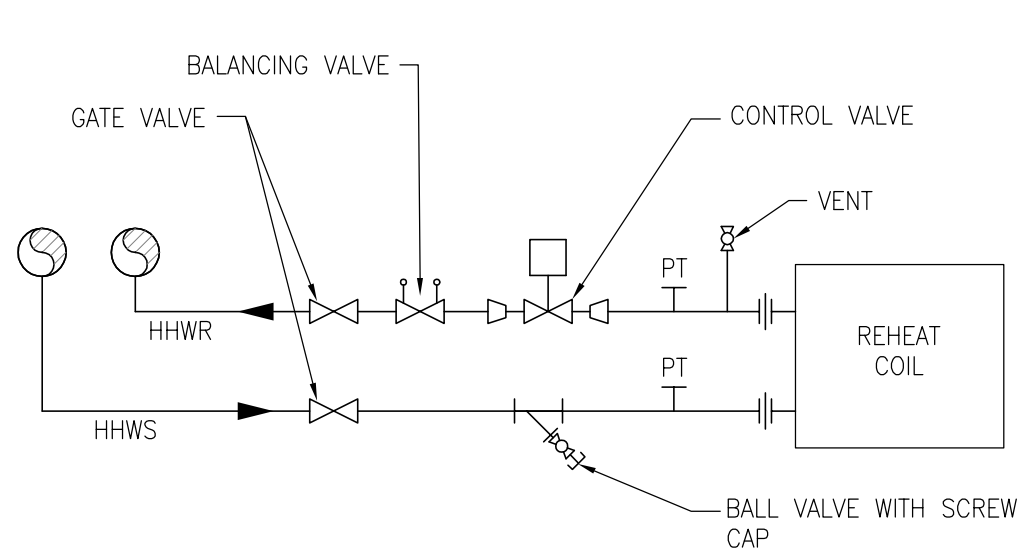 BALANCING VALVE
GATE VALVE
CONTROL VALVE
VENT
PT
HHWR
REHEAT
COIL
PT
HHWS
BALL VALVE WITH SCREW
CAP